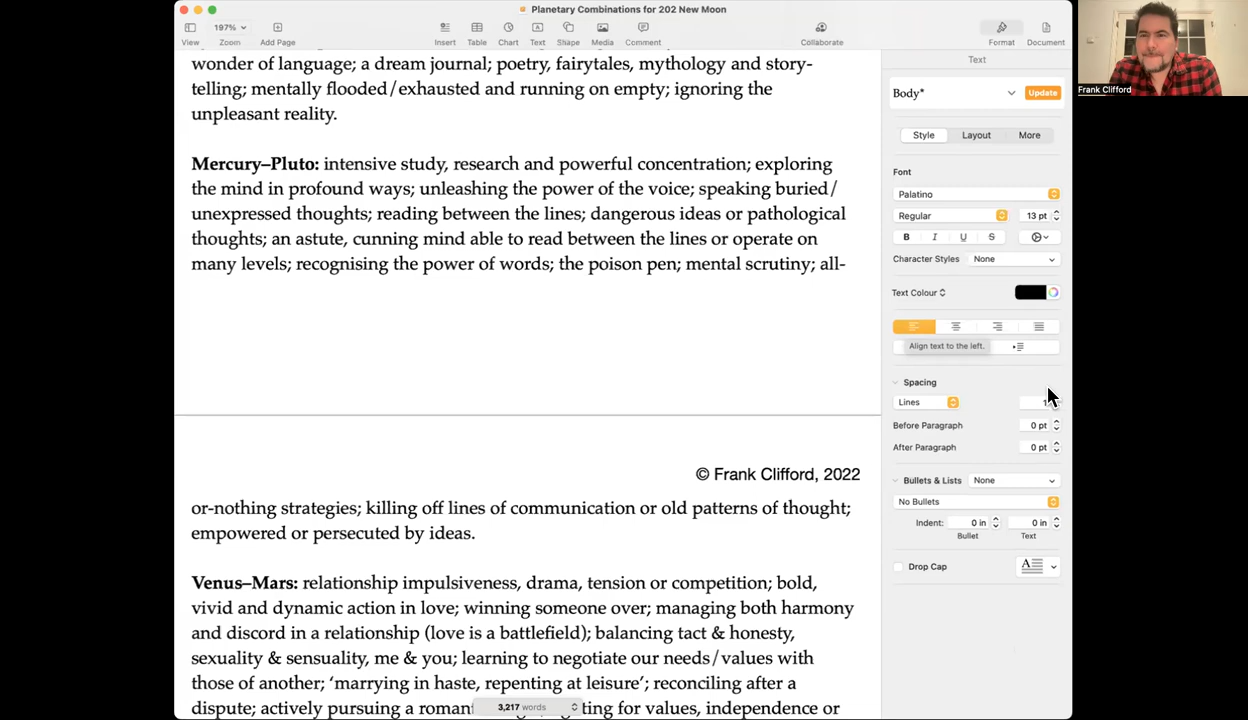 Planetary Combinations for 202 New Moon
197%
View
Zoom
Add Page
Insert
Table
Chart
Text
Shape
Media
Comment
Collaborate
Format
Document
wonder of language; a dream journal; poetry, fairytales, mythology and story-
telling; mentally flooded/exhausted and running on empty; ignoring the
unpleasant reality.
Mercury–Pluto: intensive study, research and powerful concentration; exploring
the mind in profound ways; unleashing the power of the voice; speaking buried/
unexpressed thoughts; reading between the lines; dangerous ideas or pathological
thoughts; an astute, cunning mind able to read between the lines or operate on
many levels; recognising the power of words; the poison pen; mental scrutiny; all-
© Frank Clifford, 2022
or-nothing strategies; killing off lines of communication or old patterns of thought;
empowered or persecuted by ideas.
Venus–Mars: relationship impulsiveness, drama, tension or competition; bold,
vivid and dynamic action in love; winning someone over; managing both harmony
and discord in a relationship (love is a battlefield); balancing tact & honesty,
sexuality & sensuality, me & you; learning to negotiate our needs/values with
those of another; 'marrying in haste, repenting at leisure'; reconciling after a
dispute; actively pursuing a for values, independence or
3,217 words
Text
Body*
Update
Style
Layout
More
Font
Palatino
Regular
13 pt
B I U S
Character Styles
None
Text Colour
Align text to the left.
Spacing
Lines
Before Paragraph
0 pt
After Paragraph
0 pt
Bullets & Lists
None
No Bullets
Indent:
0 in
0 in
Bullet
Text
Drop Cap
A
Frank Clifford